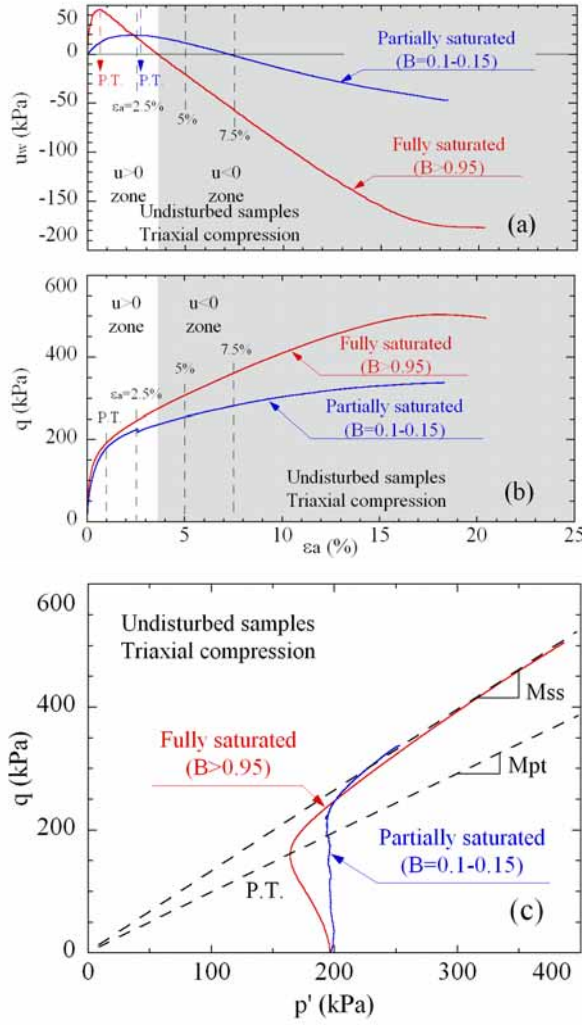 50
0
-50
-100
-150
-200
uw (kPa)
Partially saturated
(B=0.1-0.15)
P.T.
P.T.
εa=2.5%
5%
7.5%
Fully saturated
(B>0.95)
u>0
zone
u<0
zone
Undisturbed samples
Triaxial compression
(a)
600
400
200
0
q (kPa)
u>0
zone
u<0
zone
P.T.
εa=2.5%
5%
7.5%
Fully saturated
(B>0.95)
Partially saturated
(B=0.1-0.15)
Undisturbed samples
Triaxial compression
(b)
0 5 10 15 20 25
εa (%)
600
400
200
0
q (kPa)
Undisturbed samples
Triaxial compression
Mss
Fully saturated
(B>0.95)
Mpt
Partially saturated
(B=0.1-0.15)
P.T.
(c)
0 100 200 300 400
p' (kPa)